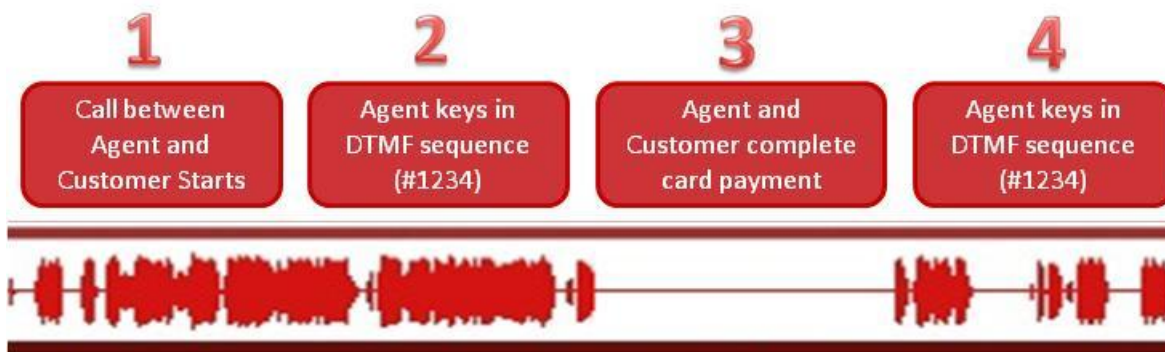 1
Call between
Agent and
Customer Starts
2
Agent keys in
DTMF sequence
(#1234)
3
Agent and
Customer complete
card payment
4
Agent keys in
DTMF sequence
(#1234)